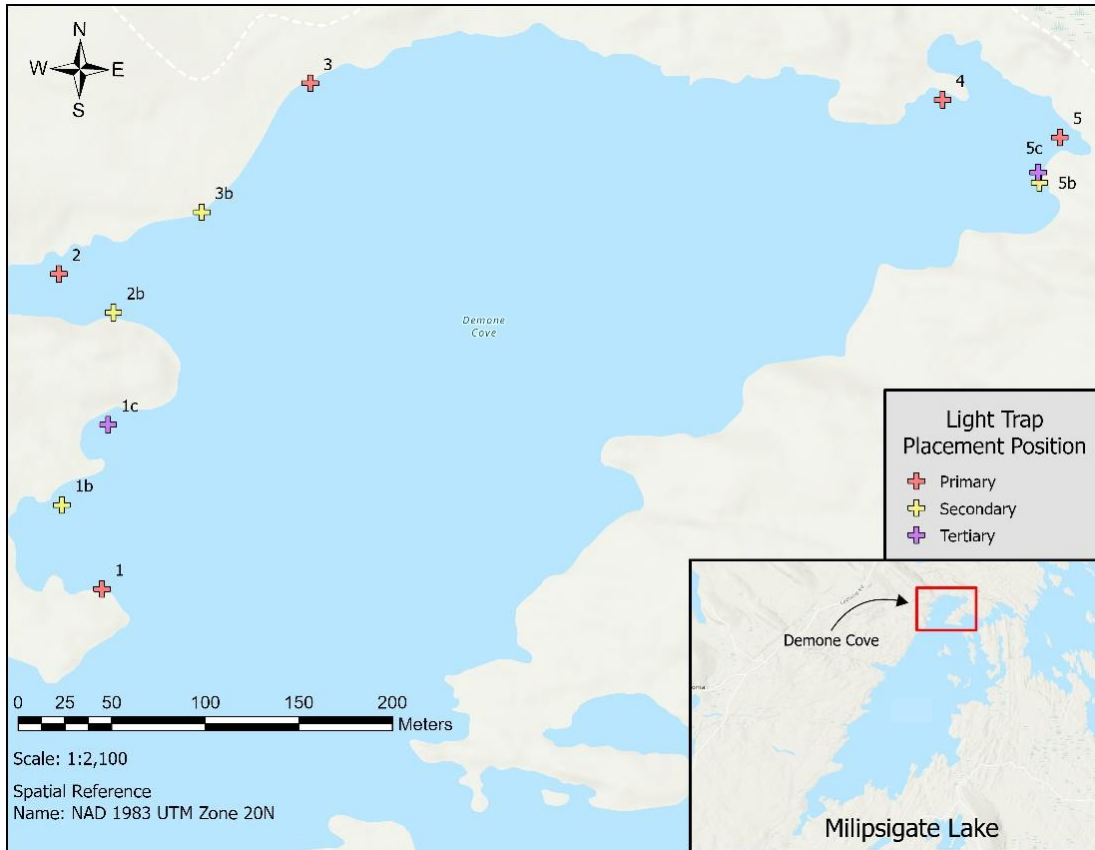 N
W E
S
3
4
5
5c
5b
3b
2
2b
Demone
Cove
1c
1b
1
Light Trap
Placement Position
Primary
Secondary
Tertiary
0 25 50 100 150 200
Meters
Scale: 1:2,100
Spatial Reference
Name: NAD 1983 UTM Zone 20N
Demone Cove
Milipsigate Lake